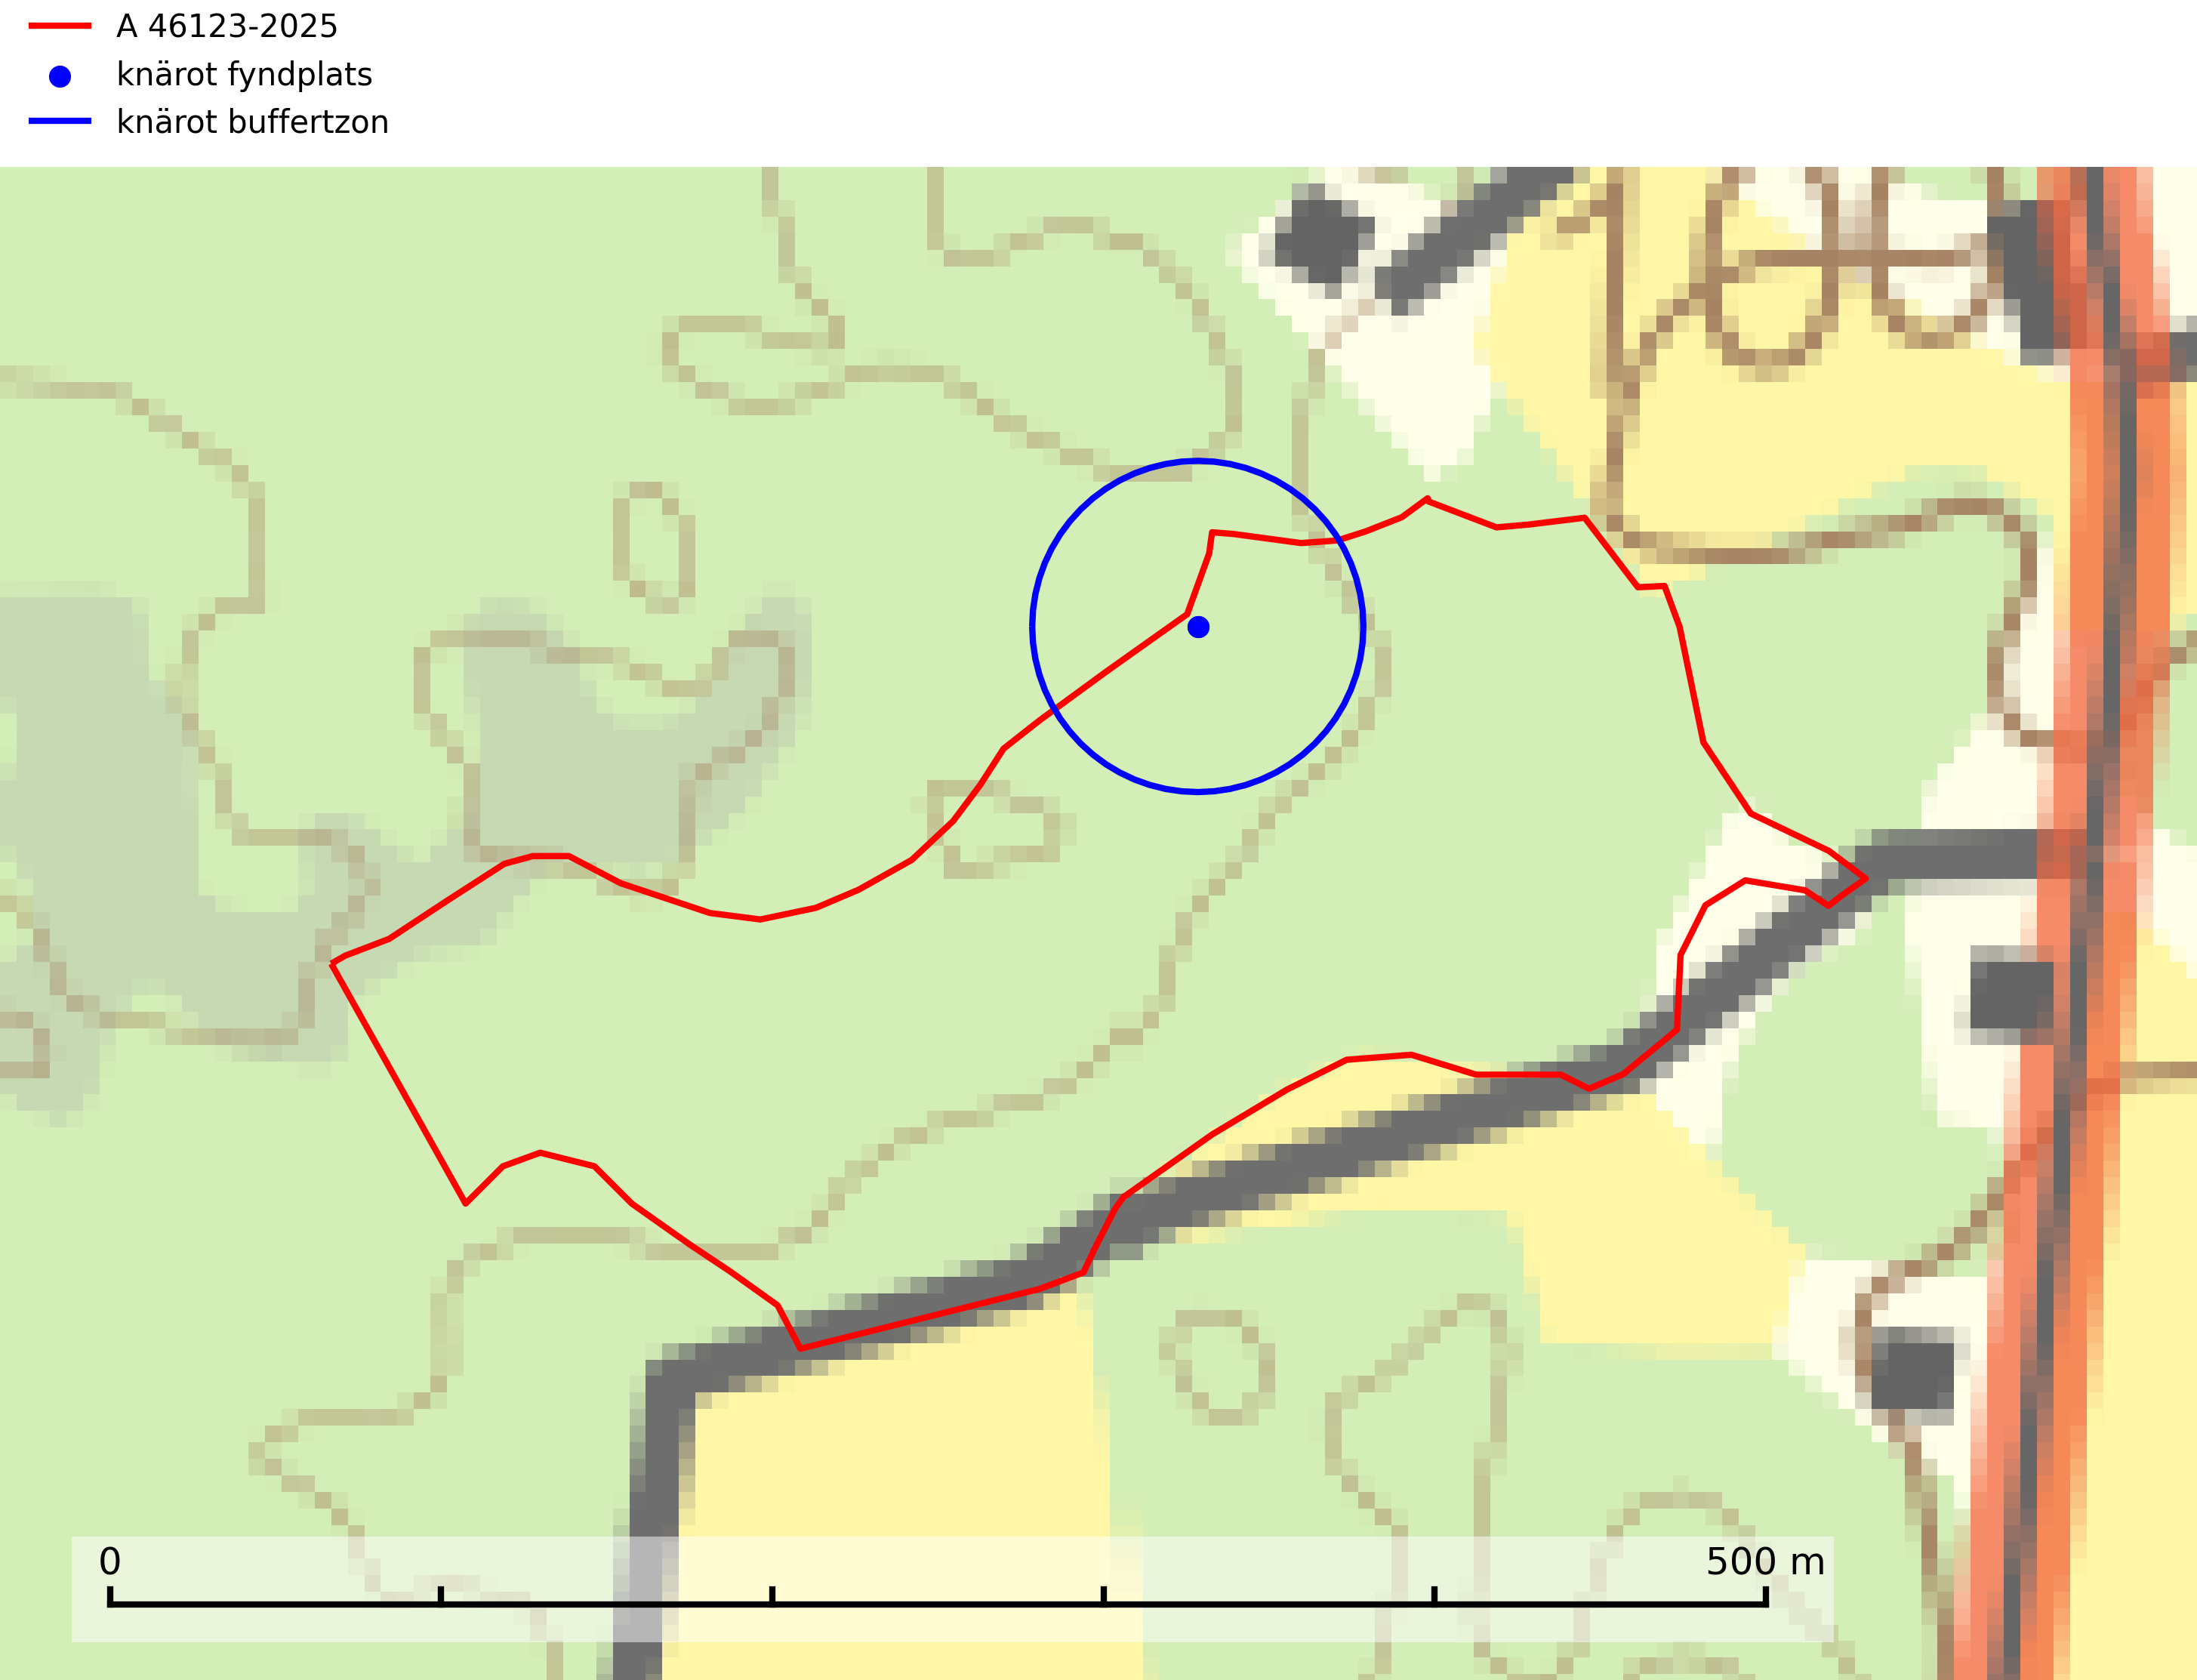 A 46123-2025
knärot fyndplats
knärot buffertzon
0 500 m